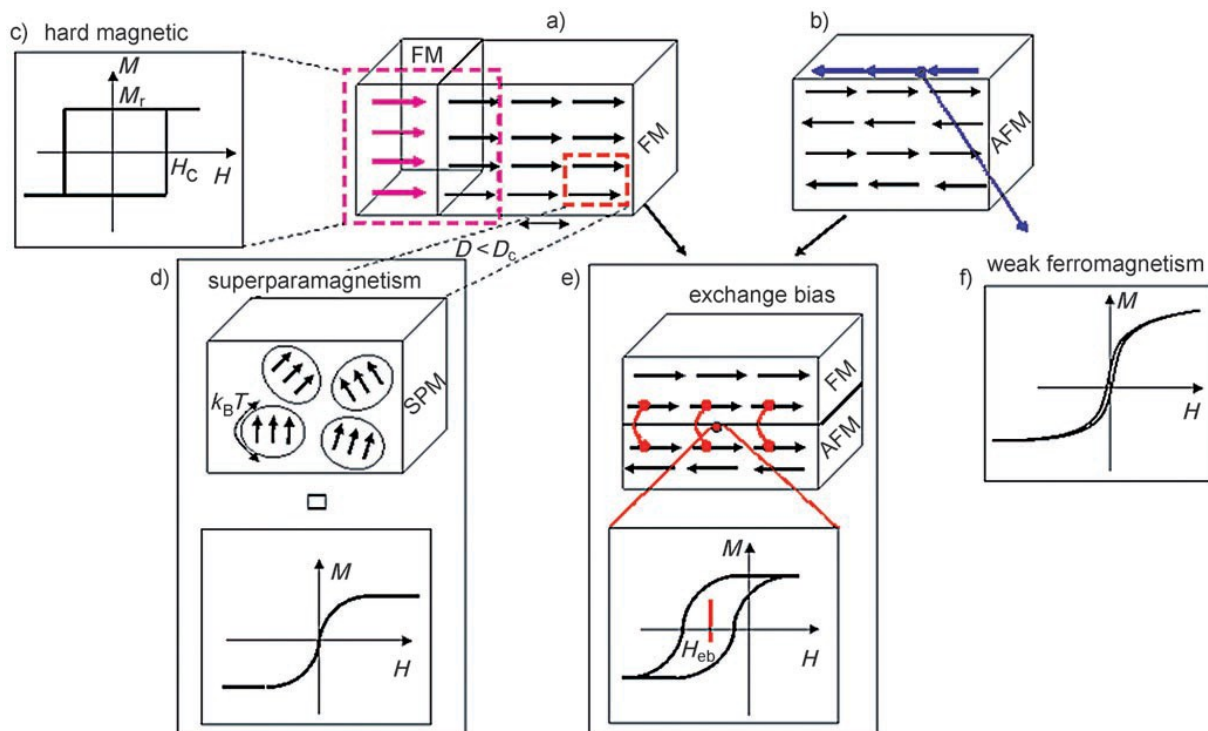 a)
FM
FM
b)
AFM
c) hard magnetic
M
Mr
HC
H
D < Dc
d)
superparamagnetism
kBT
SPM
M
H
e)
exchange bias
FM
AFM
M
Heb
H
weak ferromagnetism
f)
M
H